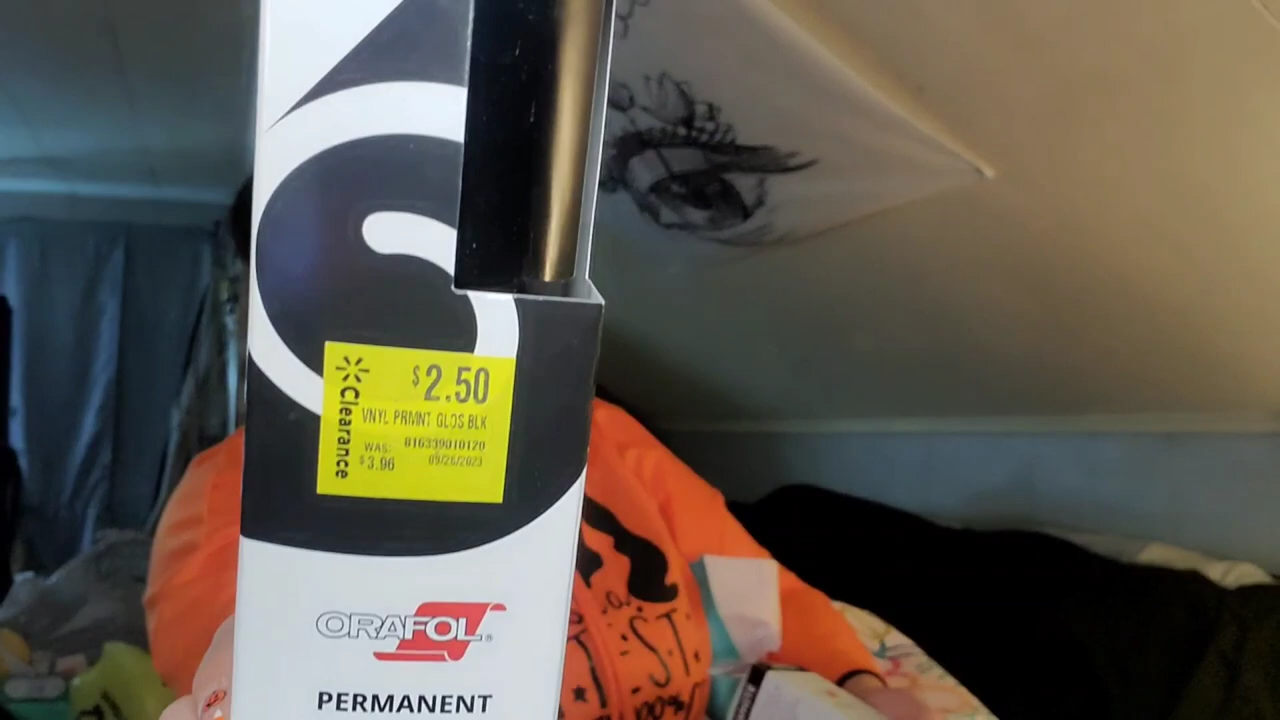 Clearance
$2.50
VNYL PRMNT GLOS BLK
816339010120
WAS:
$3.96
09/26/2023
ORAFOL®
PERMANENT
S.T.